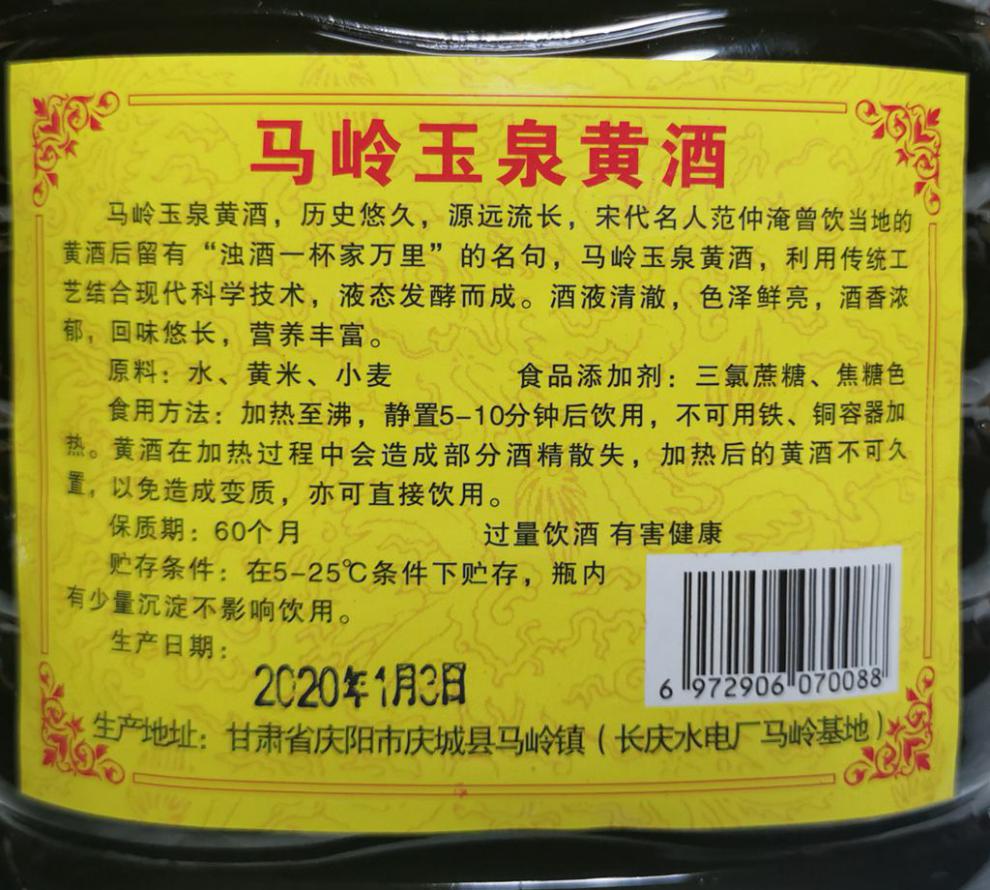 马岭玉泉黄酒
马岭玉泉黄酒，历史悠久，源远流长，宋代名人范仲淹曾饮当地的
黄酒后留有“浊酒一杯家万里”的名句，马岭玉泉黄酒，利用传统工
艺结合现代科学技术，液态发酵而成。酒液清澈，色泽鲜亮，酒香浓
郁，回味悠长，营养丰富。
原料：水、黄米、小麦 食品添加剂：三氯蔗糖、焦糖色
食用方法：加热至沸，静置5-10分钟后饮用，不可用铁、铜容器加
热。黄酒在加热过程中会造成部分酒精散失，加热后的黄酒不可久
置，以免造成变质，亦可直接饮用。
保质期：60个月 过量饮酒 有害健康
贮存条件：在5-25℃条件下贮存，瓶内
有少量沉淀不影响饮用。
生产日期：
2020年1月3日
6 972906 070088
生产地址：甘肃省庆阳市庆城县马岭镇（长庆水电厂马岭基地）